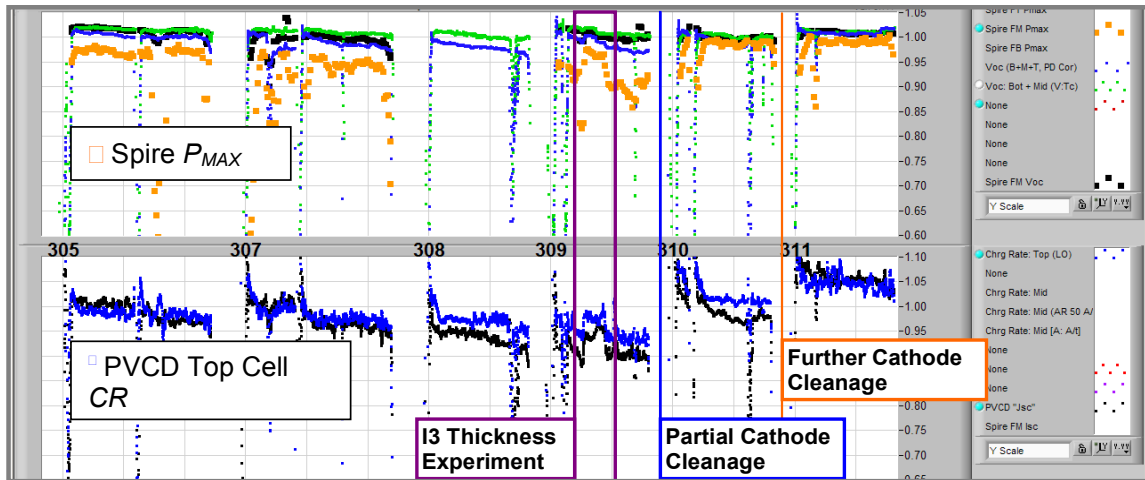 Spire FT Pmax
Spire FM Pmax
Spire FB Pmax
Voc (B+M+T, PD Cor)
Voc: Bot + Mid (V:Tc)
None
None
None
None
Spire FM Voc
Y Scale
1.05
1.00
0.95
0.90
0.85
0.80
0.75
0.70
0.65
0.60
Spire PMAX
305
307
308
309
310
311
1.10
1.05
1.00
0.95
0.80
0.75
0.70
0.65
PVCD Top Cell
CR
I3 Thickness
Experiment
Partial Cathode
Cleanage
Further Cathode
Cleanage
Chrg Rate: Top (LO)
None
Chrg Rate: Mid
Chrg Rate: Mid (AR 50 A/
Chrg Rate: Mid [A: A/t]
None
None
None
PVCD "Jsc"
Spire FM Isc
Y Scale